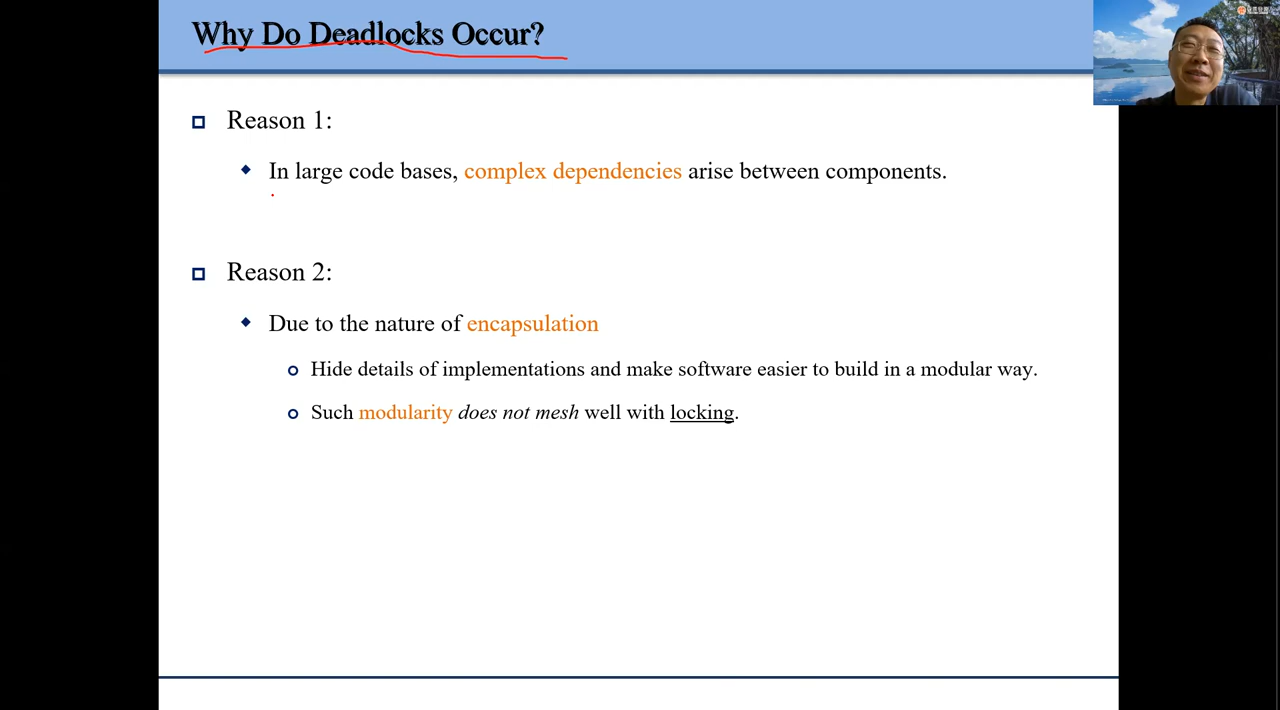 Why Do Deadlocks Occur?
Reason 1:
In large code bases, complex dependencies arise between components.
Reason 2:
Due to the nature of encapsulation
Hide details of implementations and make software easier to build in a modular way.
Such modularity does not mesh well with locking.